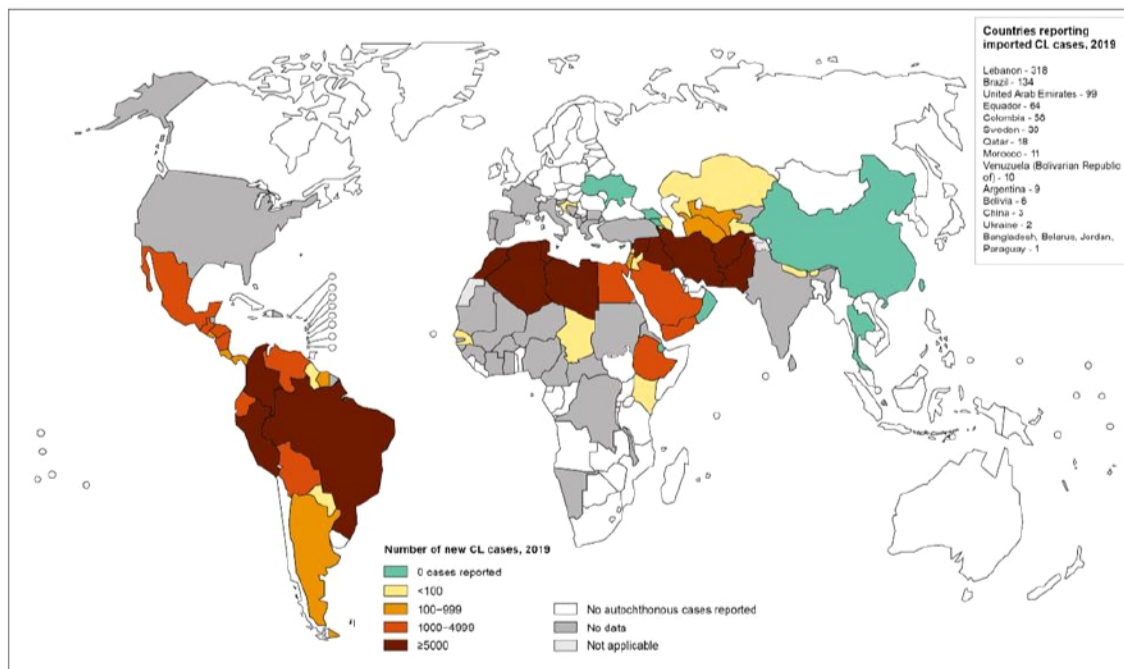 Countries reporting
imported CL cases, 2019
Lebanon - 318
Brazil - 134
United Arab Emirates - 99
Equador - 64
Colombia - 58
Sweden - 30
Qatar - 18
Morocco - 11
Venuzuela (Bolivarian Republic
of) - 10
Argentina - 9
Bolivia - 6
China - 3
Ukraine - 2
Bangladesh, Belarus, Jordan,
Paraguay - 1
Number of new CL cases, 2019
0 cases reported
<100
100–999
1000–4999
≥5000
No autochthonous cases reported
No data
Not applicable